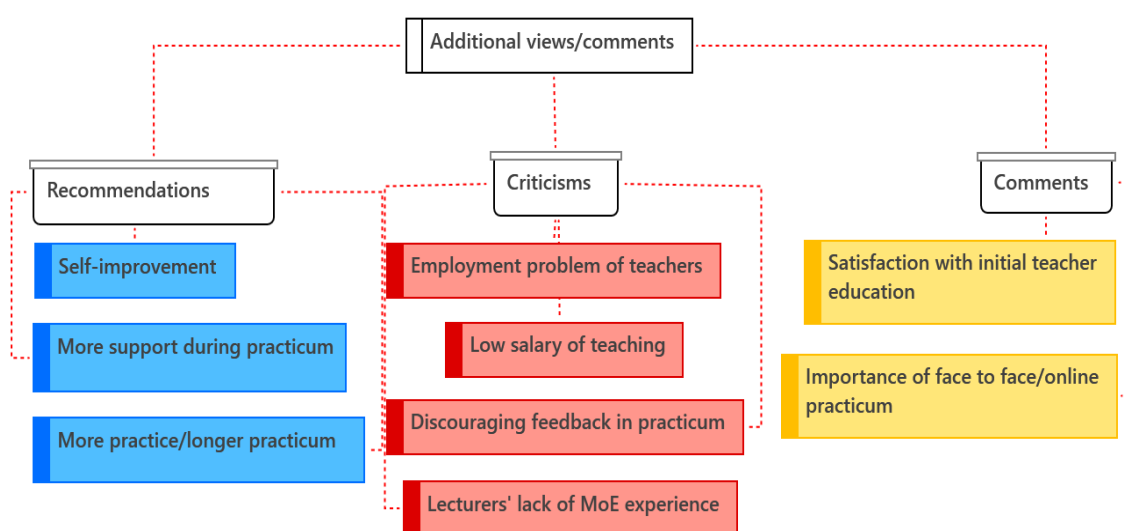 Additional views/comments
Recommendations
Self-improvement
More support during practicum
More practice/longer practicum
Criticisms
Employment problem of teachers
Low salary of teaching
Discouraging feedback in practicum
Lecturers' lack of MoE experience
Comments
Satisfaction with initial teacher
education
Importance of face to face/online
practicum